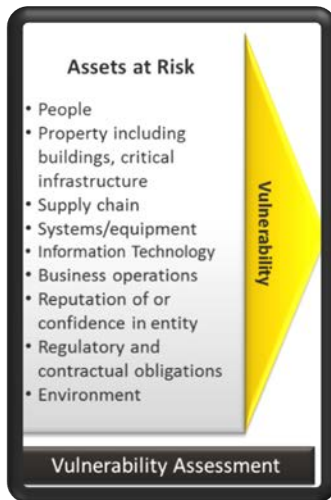 Assets at Risk
• People
• Property including
buildings, critical
infrastructure
• Supply chain
• Systems/equipment
• Information Technology
• Business operations
• Reputation of or
confidence in entity
• Regulatory and
contractual obligations
• Environment
Vulnerability
Vulnerability Assessment